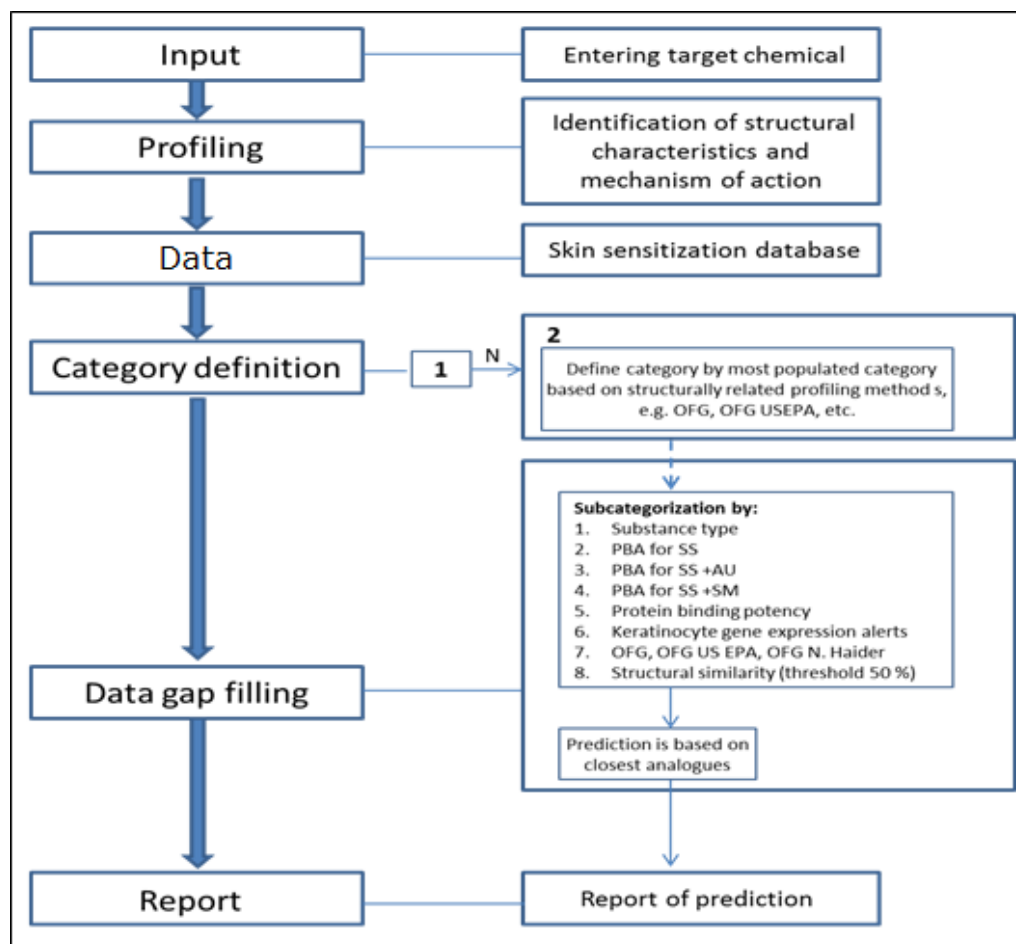 Input
Entering target chemical
Profiling
Identification of structural
characteristics and
mechanism of action
Data
Skin sensitization database
Category definition
1
N
2
Define category by most populated category
based on structurally related profiling method s,
e.g. OFG, OFG USEPA, etc.
Subcategorization by:
1. Substance type
2. PBA for SS
3. PBA for SS +AU
4. PBA for SS +SM
5. Protein binding potency
6. Keratinocyte gene expression alerts
7. OFG, OFG US EPA, OFG N. Haider
8. Structural similarity (threshold 50 %)
Data gap filling
Prediction is based on
closest analogues
Report
Report of prediction